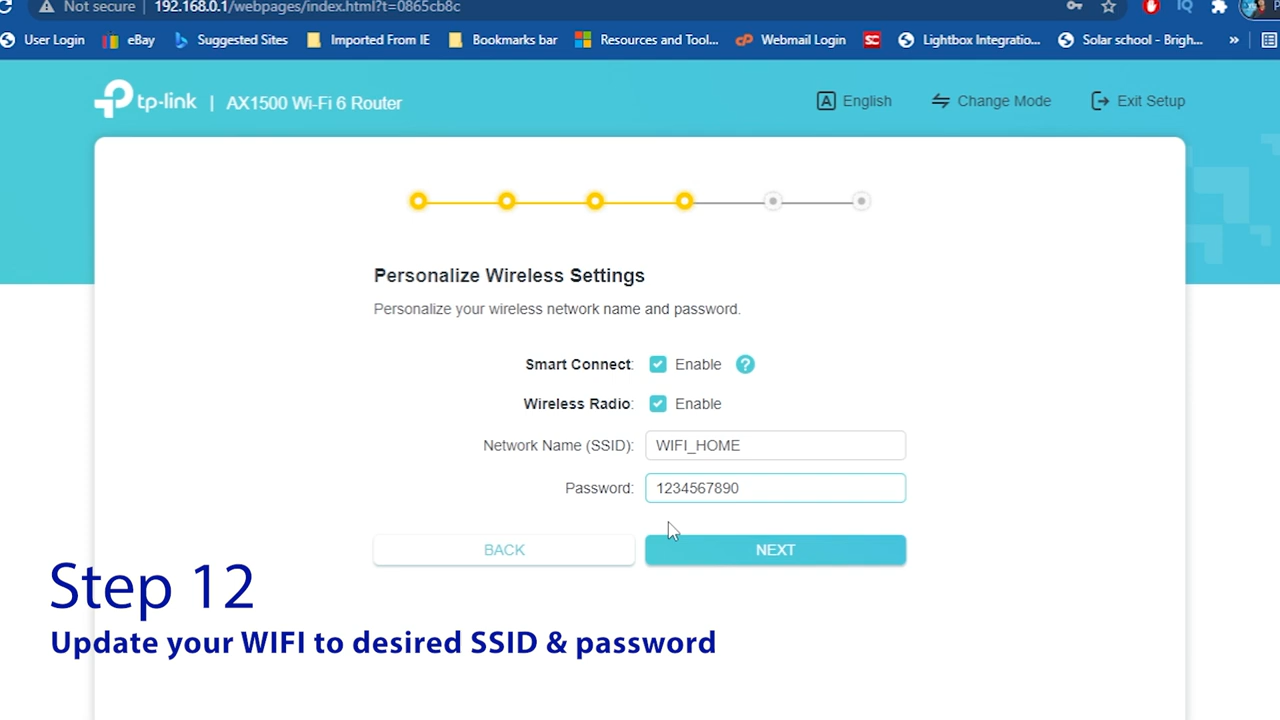 Not secure | 192.168.0.1/webpages/index.html?t=0865cb8c
User Login eBay Suggested Sites Imported From IE Bookmarks bar Resources and Tool... cP Webmail Login SC Lightbox Integratio... Solar school - Brigh... »
tp-link | AX1500 Wi-Fi 6 Router
A English Change Mode Exit Setup
Personalize Wireless Settings
Personalize your wireless network name and password.
Smart Connect: Enable ?
Wireless Radio: Enable
Network Name (SSID): WIFI_HOME
Password: 1234567890
BACK NEXT
Step 12
Update your WIFI to desired SSID & password